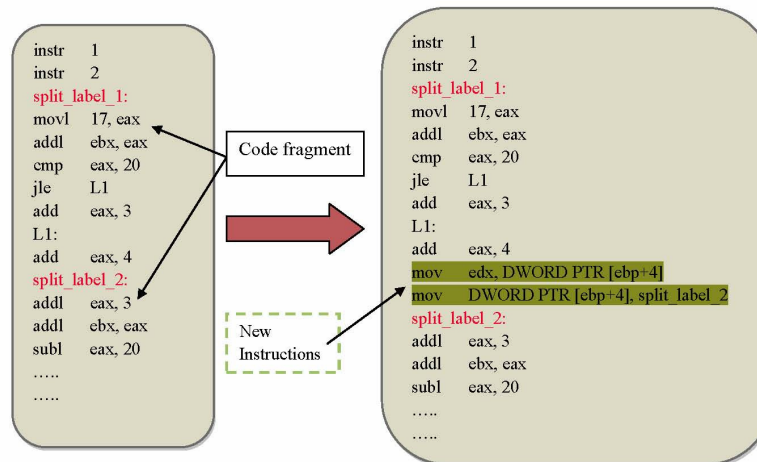 instr 1
instr 2
split_label_1:
movl 17, eax
addl ebx, eax
cmp eax, 20
jle L1
add eax, 3
L1:
add eax, 4
split_label_2:
addl eax, 3
addl ebx, eax
subl eax, 20
.....
.....
Code fragment
New
Instructions
instr 1
instr 2
split_label_1:
movl 17, eax
addl ebx, eax
cmp eax, 20
jle L1
add eax, 3
L1:
add eax, 4
mov edx, DWORD PTR [ebp+4]
mov DWORD PTR [ebp+4], split_label_2
split_label_2:
addl eax, 3
addl ebx, eax
subl eax, 20
.....
.....